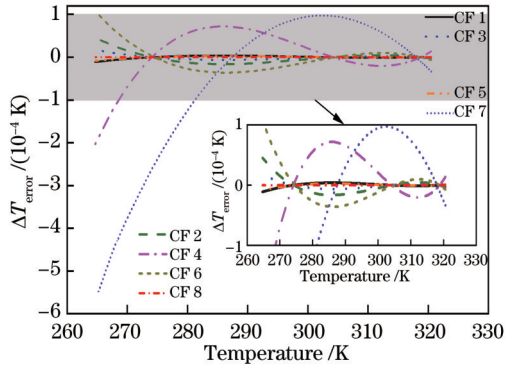 1
0
-1
-2
-3
-4
-5
-6
ΔT_error /(10⁻⁴ K)
CF 1
CF 3
CF 5
CF 7
CF 2
CF 4
CF 6
CF 8
1
0
-1
ΔT_error /(10⁻⁴ K)
260 270 280 290 300 310 320 330
Temperature /K
260 270 280 290 300 310 320 330
Temperature /K